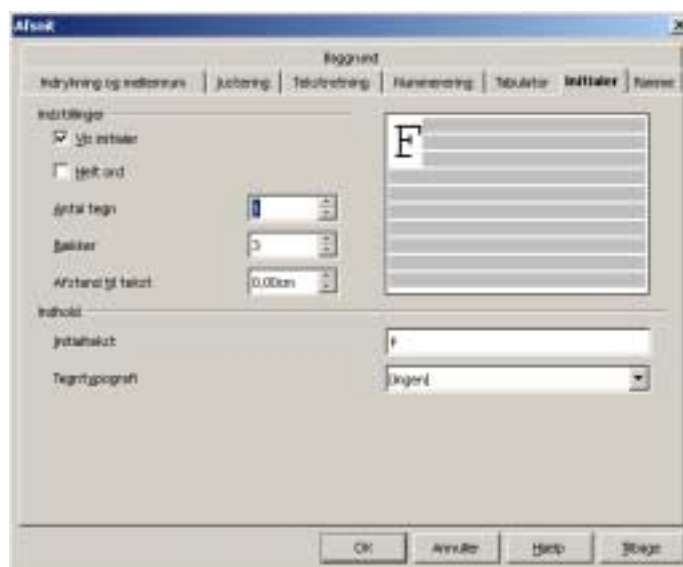 Afsnit
Baggrund
Indrykning og mellemrum Justering Tekstretning Nummerering Tabulator Initialer Ramme
Indstillinger
Vis initialer
Helt ord
F
Antal tegn 1
Rækker 3
Afstand til tekst 0,00cm
Indhold
Initialtekst F
Tegntypografi [Ingen]
OK Annuller Hjælp Tilbage